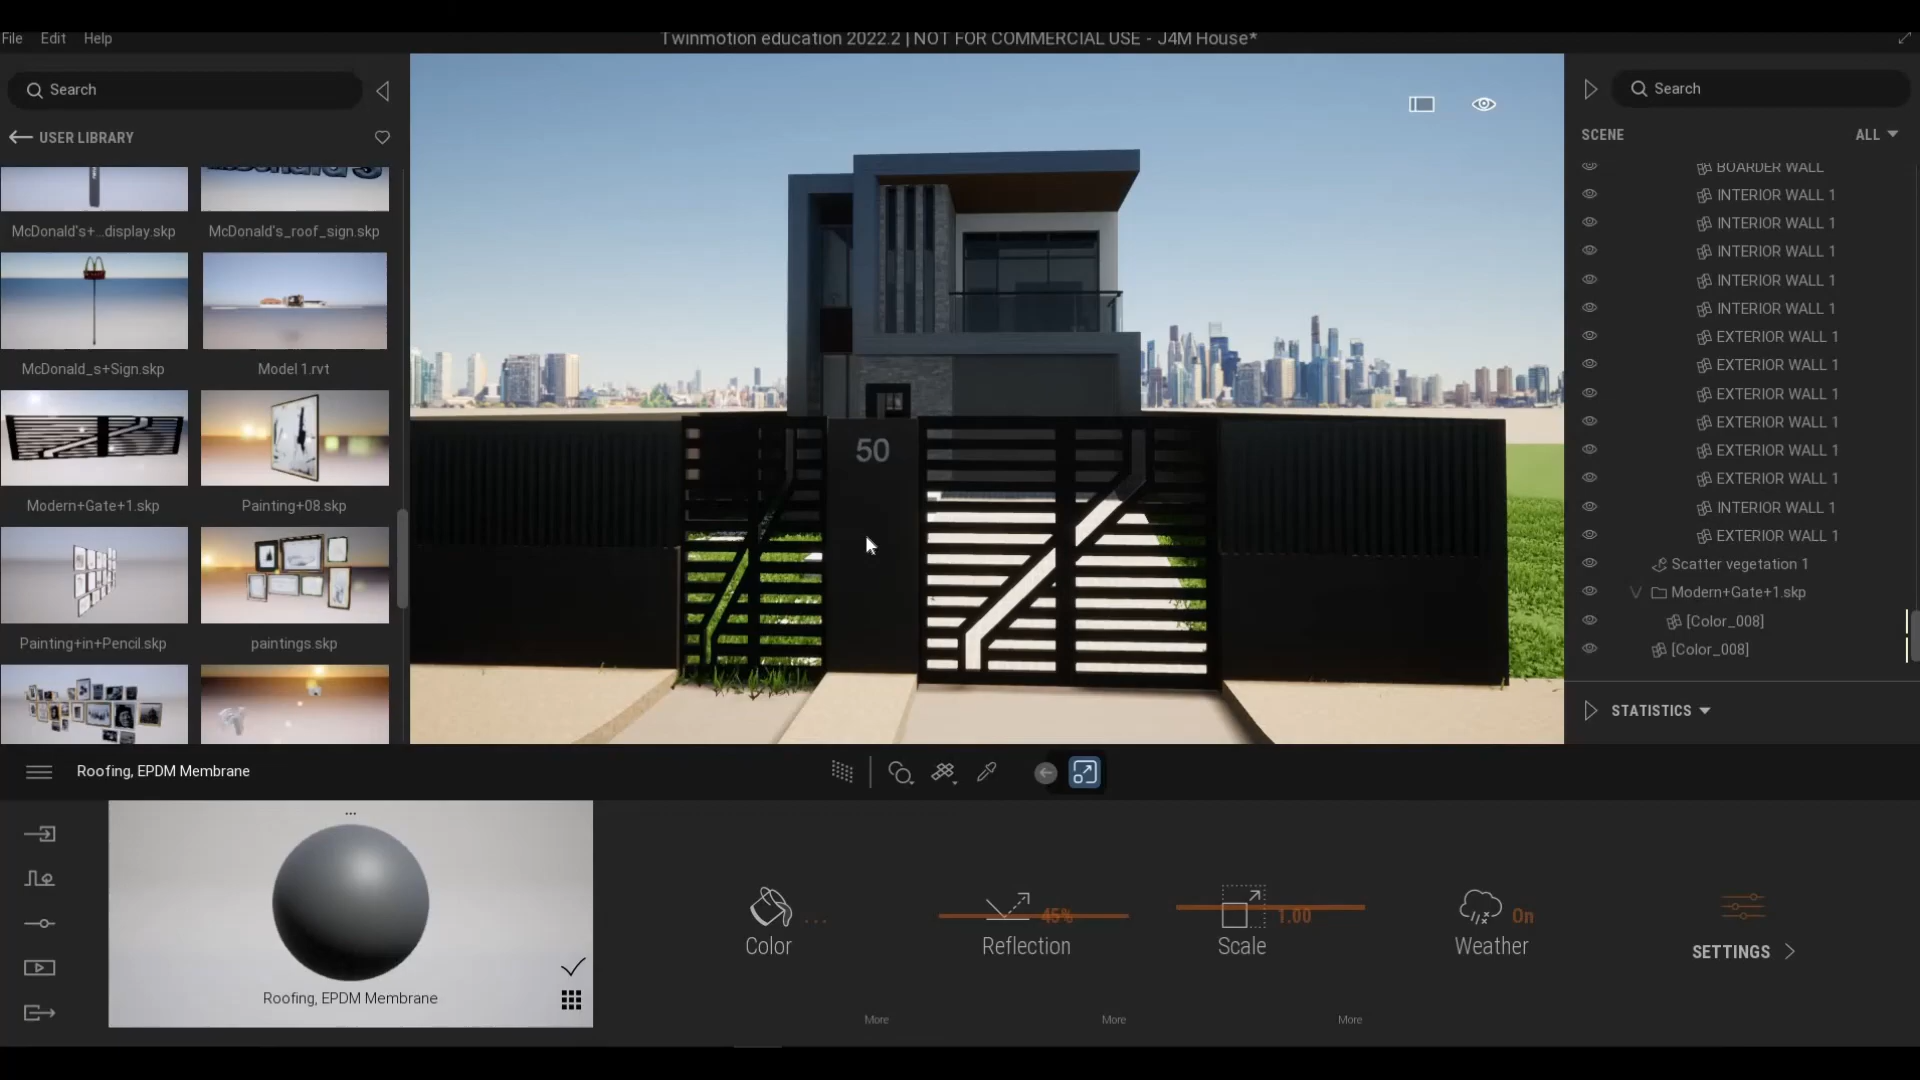 File Edit Help
Twinmotion education 2022.2 | NOT FOR COMMERCIAL USE - J4M House*
Search
USER LIBRARY
McDonald's+...display.skp
McDonald's_roof_sign.skp
McDonald_s+Sign.skp
Model 1.rvt
Modern+Gate+1.skp
Painting+08.skp
Painting+in+Pencil.skp
paintings.skp
50
Search
SCENE
ALL
BOARDER WALL
INTERIOR WALL 1
INTERIOR WALL 1
INTERIOR WALL 1
INTERIOR WALL 1
INTERIOR WALL 1
EXTERIOR WALL 1
EXTERIOR WALL 1
EXTERIOR WALL 1
EXTERIOR WALL 1
EXTERIOR WALL 1
EXTERIOR WALL 1
INTERIOR WALL 1
EXTERIOR WALL 1
Scatter vegetation 1
Modern+Gate+1.skp
[Color_008]
[Color_008]
STATISTICS
Roofing, EPDM Membrane
...
Roofing, EPDM Membrane
...
Color
45%
Reflection
1.00
Scale
On
Weather
SETTINGS
More
More
More